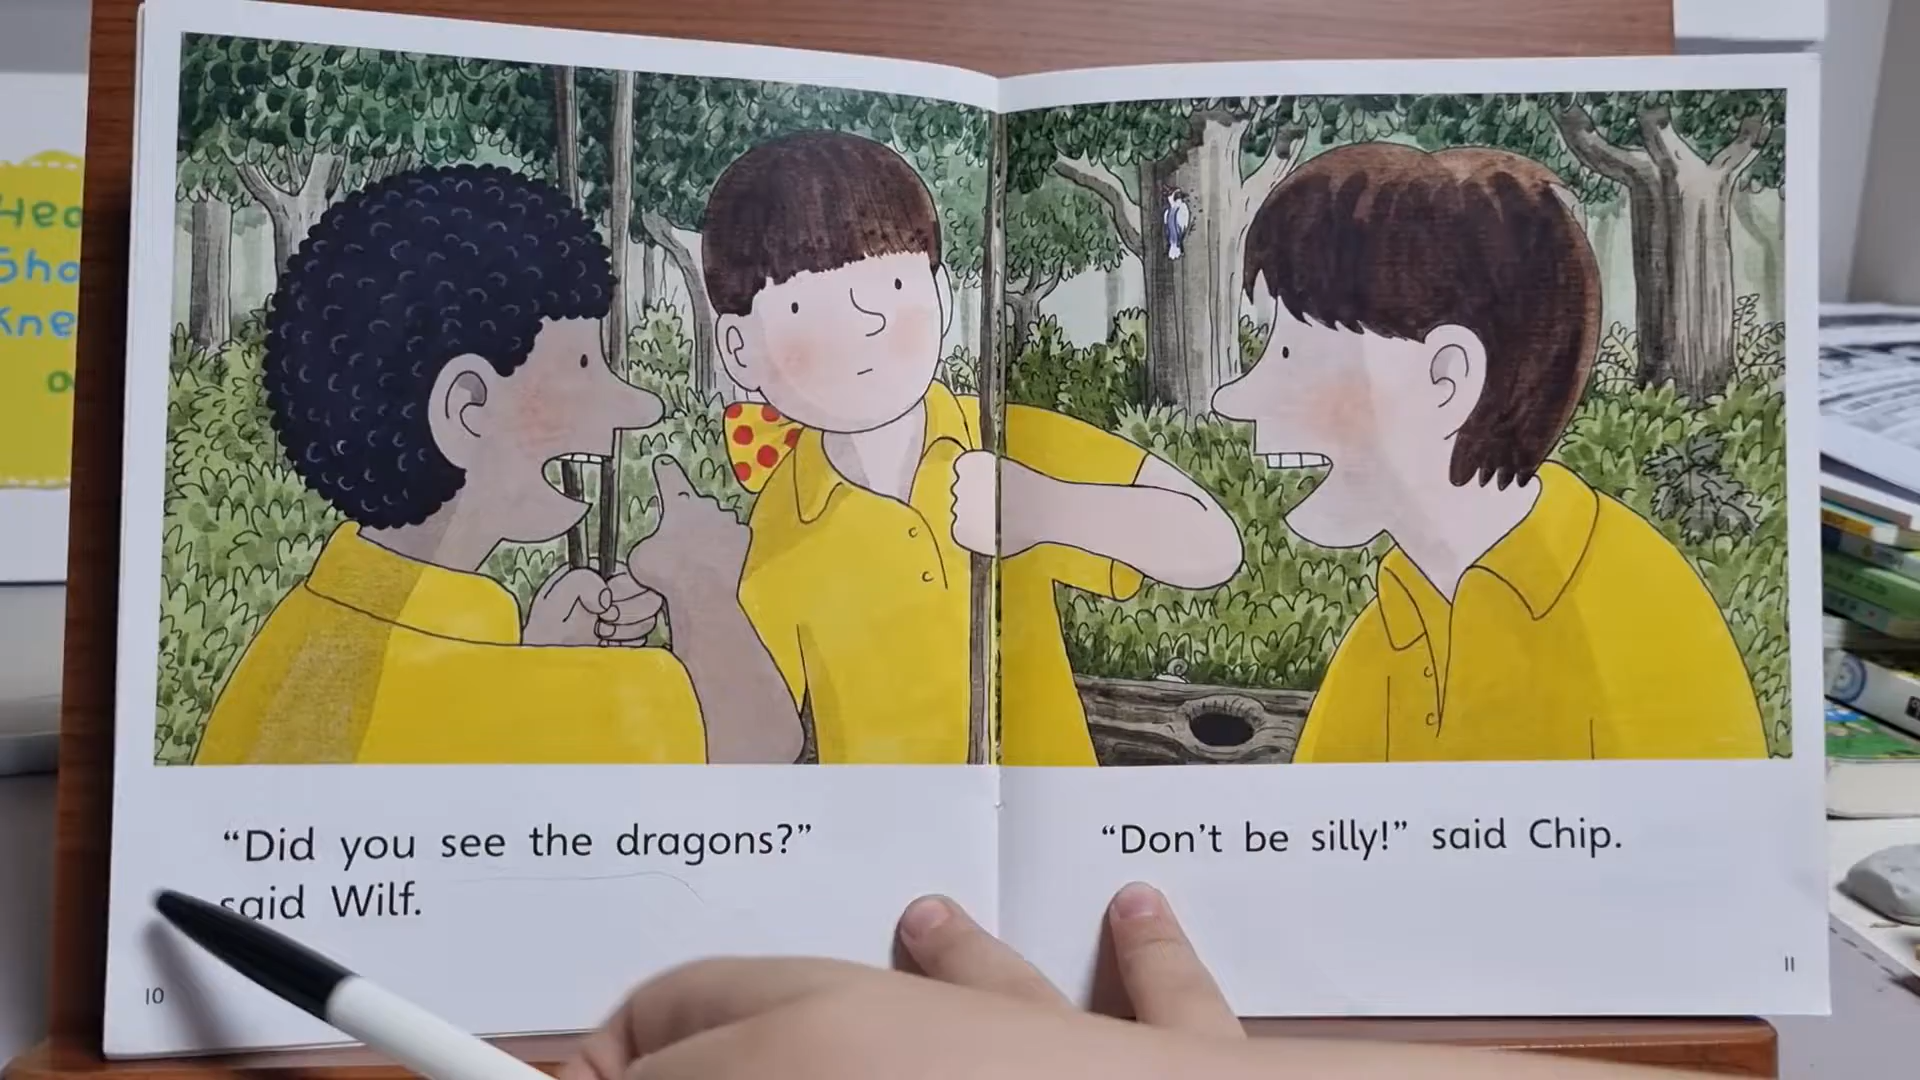 “Did you see the dragons?”
said Wilf.
“Don’t be silly!” said Chip.
10
11